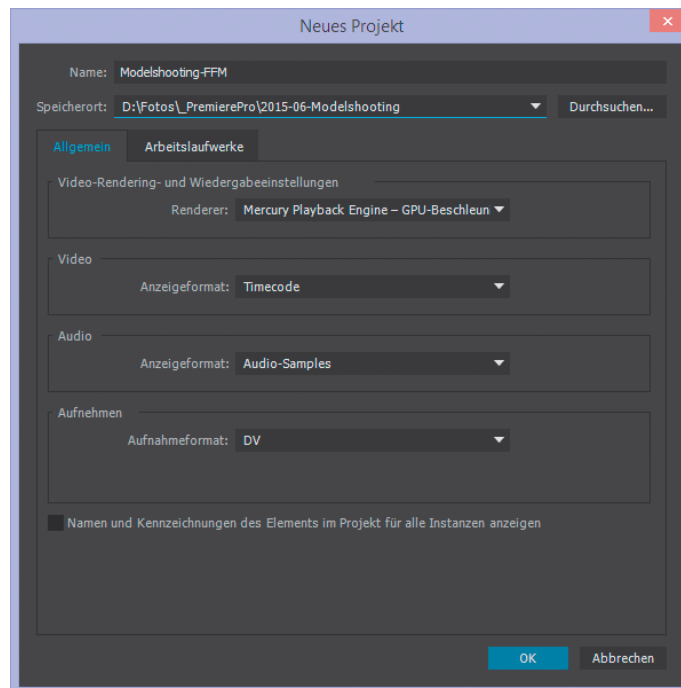 Neues Projekt
Name: Modelshooting-FFM
Speicherort: D:\Fotos\_PremierePro\2015-06-Modelshooting Durchsuchen...
Allgemein Arbeitslaufwerke
Video-Rendering- und Wiedergabeeinstellungen
Renderer: Mercury Playback Engine – GPU-Beschleun
Video
Anzeigeformat: Timecode
Audio
Anzeigeformat: Audio-Samples
Aufnehmen
Aufnahmeformat: DV
Namen und Kennzeichnungen des Elements im Projekt für alle Instanzen anzeigen
OK Abbrechen